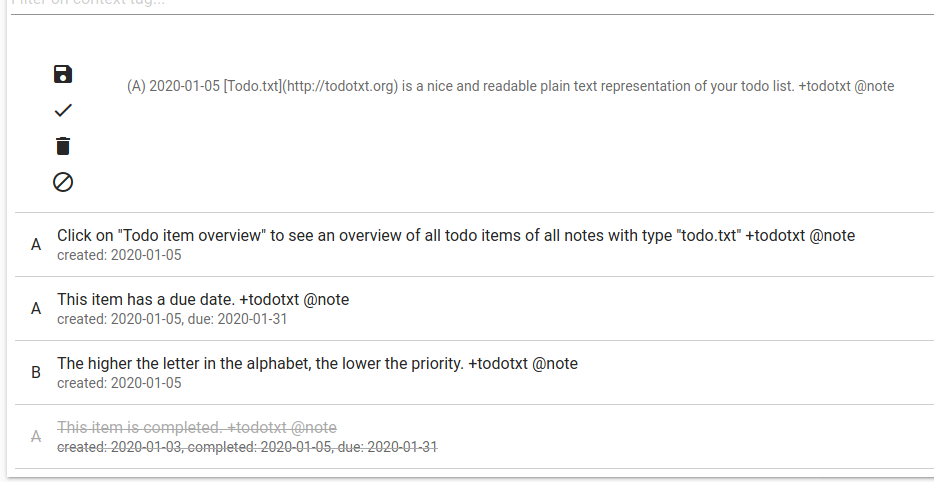 Filter on context tag...
(A) 2020-01-05 [Todo.txt](http://todotxt.org) is a nice and readable plain text representation of your todo list. +todotxt @note
A
Click on "Todo item overview" to see an overview of all todo items of all notes with type "todo.txt" +todotxt @note
created: 2020-01-05
A
This item has a due date. +todotxt @note
created: 2020-01-05, due: 2020-01-31
B
The higher the letter in the alphabet, the lower the priority. +todotxt @note
created: 2020-01-05
A
This item is completed. +todotxt @note
created: 2020-01-03, completed: 2020-01-05, due: 2020-01-31